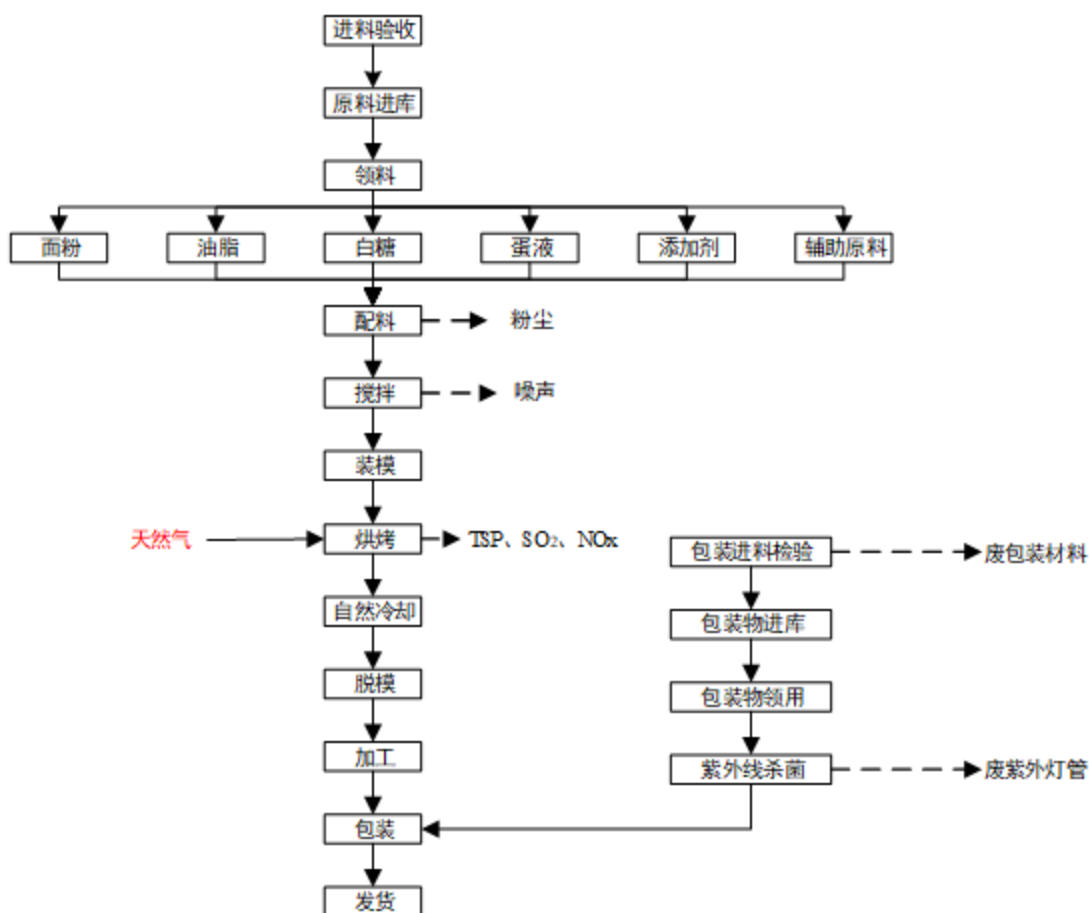 进料验收
原料进库
领料
面粉 油脂 白糖 蛋液 添加剂 辅助原料
配料 粉尘
搅拌 噪声
装模
天然气 烘烤 TSP、SO₂、NOx
包装进料检验 废包装材料
自然冷却
包装物进库
脱模
包装物领用
加工
紫外线杀菌 废紫外灯管
包装
发货